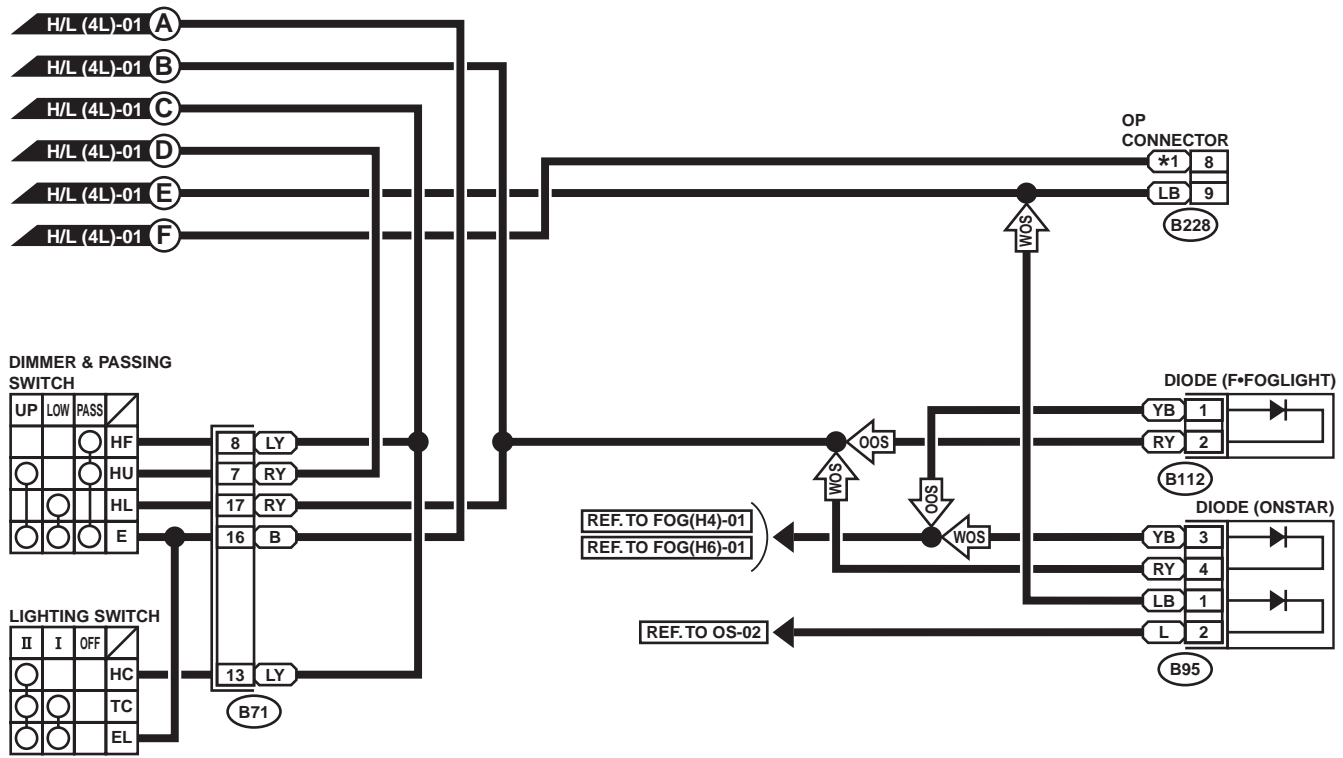 H/L (4L)-01 A
H/L (4L)-01 B
H/L (4L)-01 C
H/L (4L)-01 D
H/L (4L)-01 E
H/L (4L)-01 F
OP
CONNECTOR
*1 8
LB 9
B228
WOS
DIMMER & PASSING
SWITCH
UP LOW PASS
HF
HU
HL
E
8 LY
7 RY
17 RY
16 B
13 LY
B71
LIGHTING SWITCH
II I OFF
HC
TC
EL
OOS
WOS
OOS
WOS
REF. TO FOG(H4)-01
REF. TO FOG(H6)-01
REF. TO OS-02
DIODE (F•FOGLIGHT)
YB 1
RY 2
B112
DIODE (ONSTAR)
YB 3
RY 4
LB 1
L 2
B95